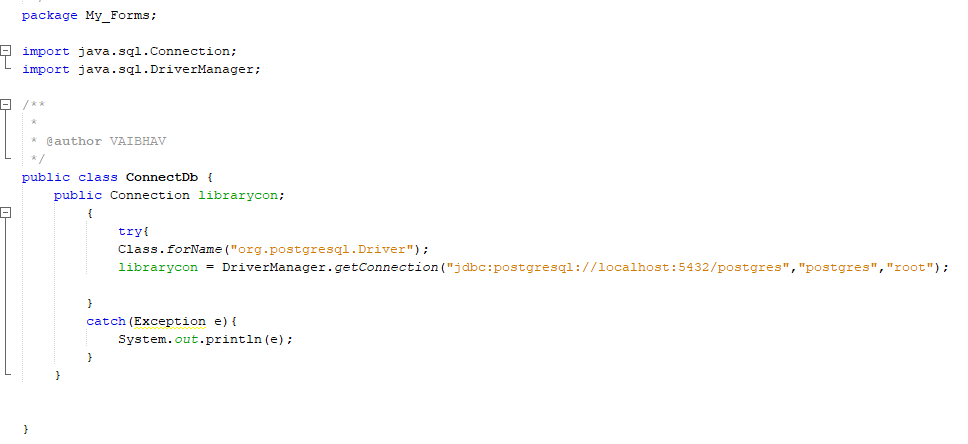 package My_Forms;
import java.sql.Connection;
import java.sql.DriverManager;
/**
*
* @author VAIBHAV
*/
public class ConnectDb {
public Connection librarycon;
{
try{
Class.forName("org.postgresql.Driver");
librarycon = DriverManager.getConnection("jdbc:postgresql://localhost:5432/postgres","postgres","root");
}
catch(Exception e){
System.out.println(e);
}
}
}